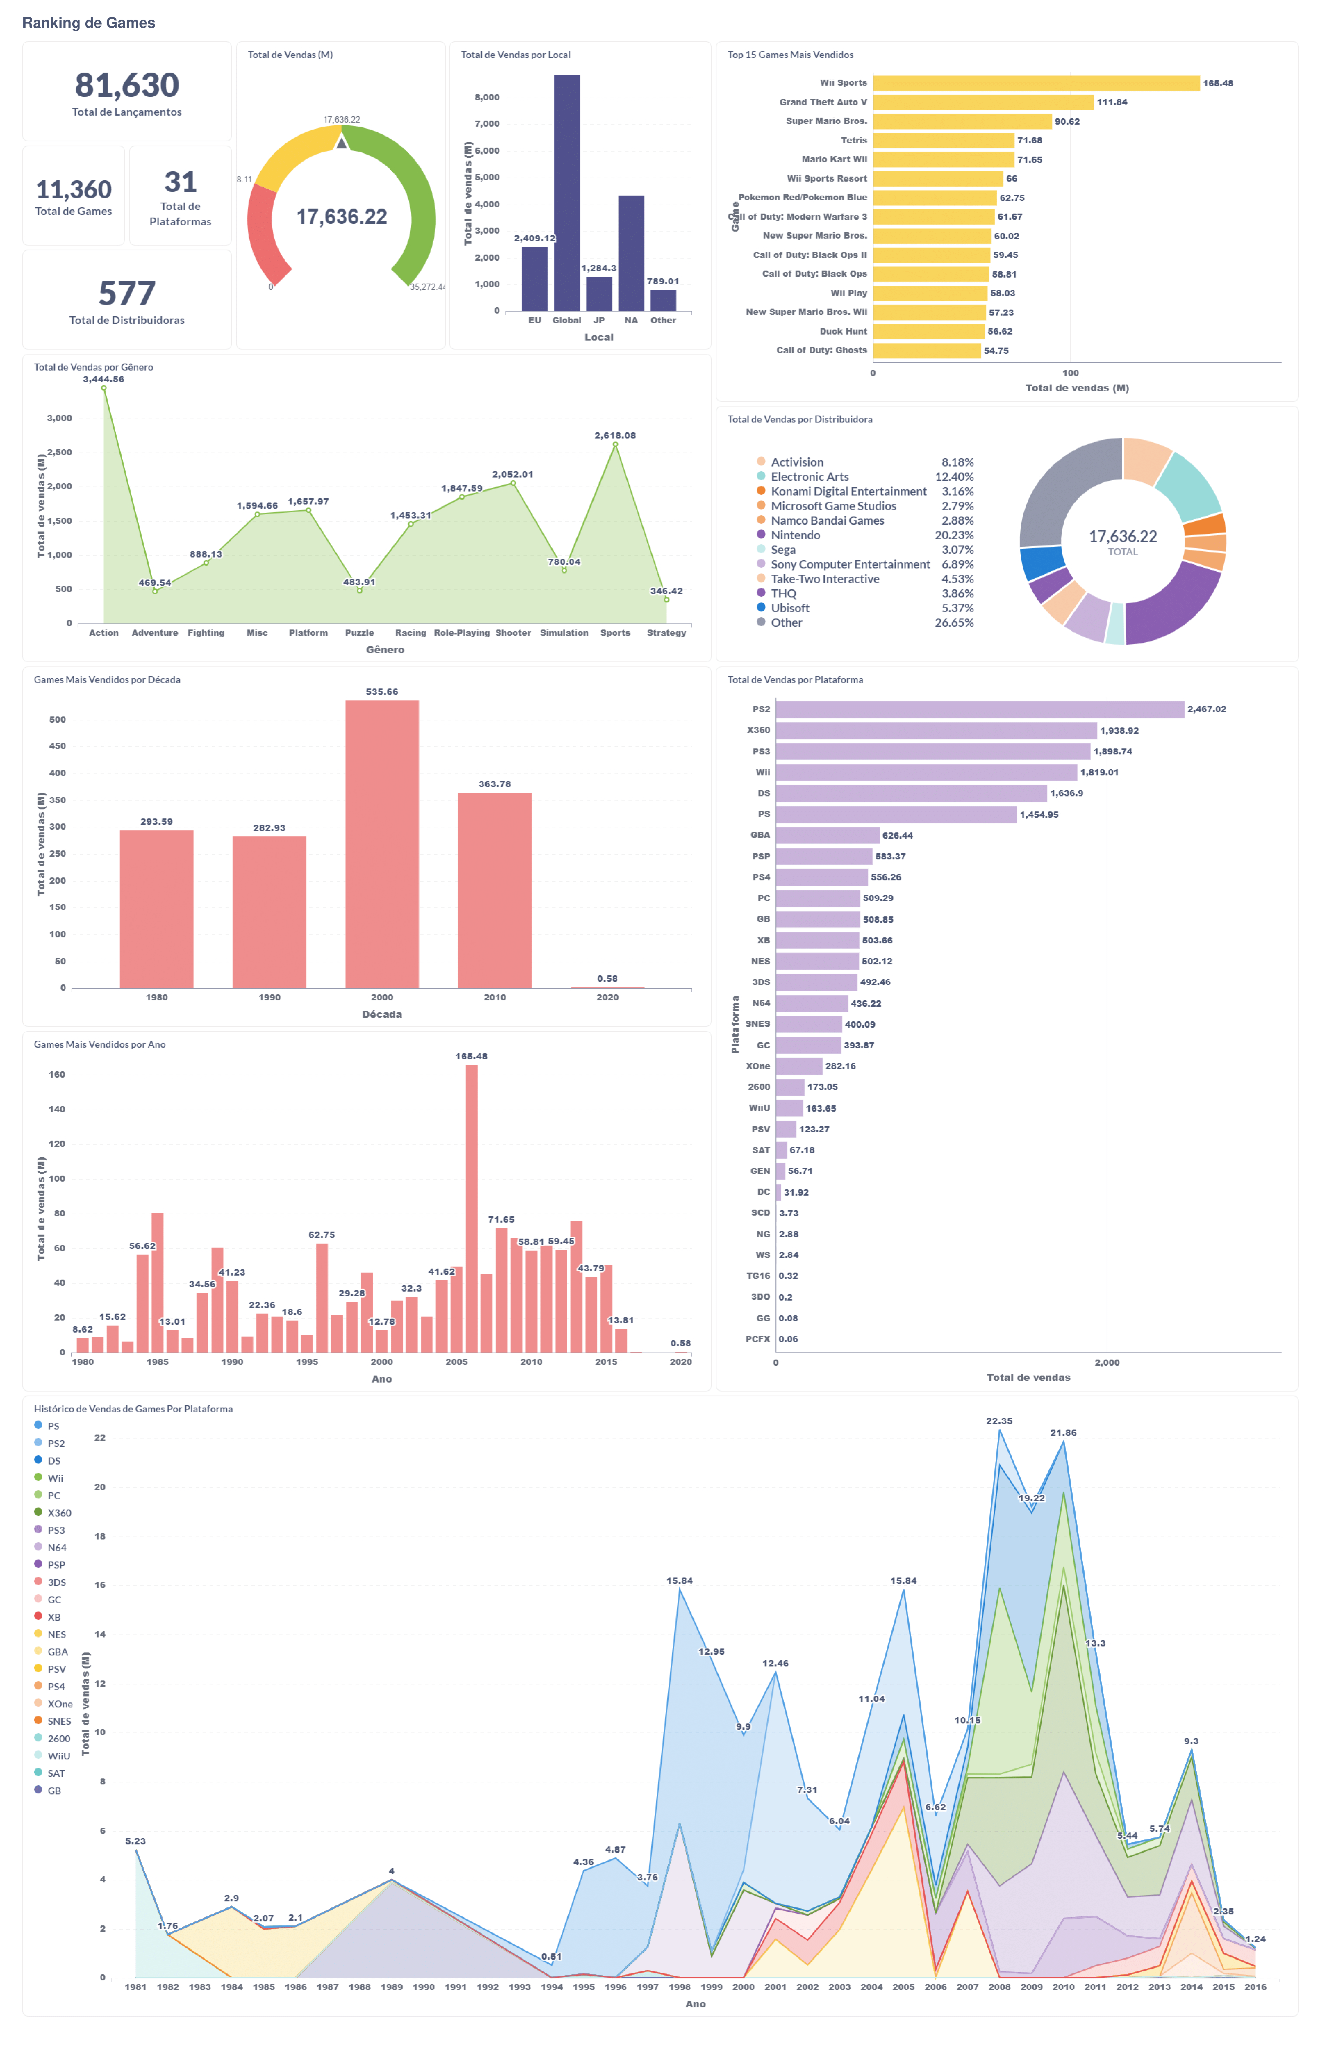 Ranking de Games
81,630
Total de Lançamentos
11,360
Total de Games
31
Total de
Plataformas
577
Total de Distribuidoras
Total de Vendas (M)
17,636.22
8.11
17,636.22
0
35,272.44
Total de Vendas por Local
Total de vendas (M)
8,000
7,000
6,000
5,000
4,000
3,000
2,000
1,000
0
2,409.12
1,284.3
789.01
EU Global JP NA Other
Local
Top 15 Games Mais Vendidos
Game
Wii Sports 165.48
Grand Theft Auto V 111.84
Super Mario Bros. 90.62
Tetris 71.68
Mario Kart Wii 71.65
Wii Sports Resort 66
Pokemon Red/Pokemon Blue 62.75
Call of Duty: Modern Warfare 3 61.57
New Super Mario Bros. 60.02
Call of Duty: Black Ops II 59.45
Call of Duty: Black Ops 58.81
Wii Play 58.03
New Super Mario Bros. Wii 57.23
Duck Hunt 56.62
Call of Duty: Ghosts 54.75
0 100
Total de vendas (M)
Total de Vendas por Gênero
Total de vendas (M)
3,000
2,500
2,000
1,500
1,000
500
0
3,444.56
469.54
888.13
1,594.66
1,657.97
483.91
1,453.31
1,847.59
2,052.01
780.04
2,618.08
346.42
Action Adventure Fighting Misc Platform Puzzle Racing Role-Playing Shooter Simulation Sports Strategy
Gênero
Total de Vendas por Distribuidora
Activision 8.18%
Electronic Arts 12.40%
Konami Digital Entertainment 3.16%
Microsoft Game Studios 2.79%
Namco Bandai Games 2.88%
Nintendo 20.23%
Sega 3.07%
Sony Computer Entertainment 6.89%
Take-Two Interactive 4.53%
THQ 3.86%
Ubisoft 5.37%
Other 26.65%
17,636.22
TOTAL
Games Mais Vendidos por Década
Total de vendas (M)
500
450
400
350
300
250
200
150
100
50
0
293.59
282.93
535.66
363.78
0.58
1980 1990 2000 2010 2020
Década
Total de Vendas por Plataforma
Plataforma
PS2 2,467.02
X360 1,938.92
PS3 1,898.74
Wii 1,819.01
DS 1,636.9
PS 1,454.95
GBA 626.44
PSP 583.37
PS4 556.26
PC 509.29
GB 508.85
XB 503.86
NES 502.12
3DS 492.46
N64 436.22
SNES 400.09
GC 393.87
XOne 282.16
2600 173.05
WiiU 163.65
PSV 123.27
SAT 67.18
GEN 56.71
DC 31.92
SCD 3.73
NG 2.88
WS 2.84
TG16 0.32
3DO 0.2
GG 0.08
PCFX 0.06
0 2,000
Total de vendas
Games Mais Vendidos por Ano
Total de vendas (M)
160
140
120
100
80
60
40
20
0
8.62
15.62
56.62
13.01
34.56
41.23
22.36
18.6
62.75
29.28
12.78
32.3
41.62
165.48
71.65
58.81
59.45
43.79
13.81
0.58
1980 1985 1990 1995 2000 2005 2010 2015 2020
Ano
Histórico de Vendas de Games Por Plataforma
PS
PS2
DS
Wii
PC
X360
PS3
N64
PSP
3DS
GC
XB
NES
GBA
PSV
PS4
XOne
SNES
2600
WiiU
SAT
GB
Total de vendas (M)
22
20
18
16
14
12
10
8
6
4
2
0
5.23
1.76
2.9
2.07
2.1
4
0.51
4.36
4.87
3.76
15.84
12.95
9.9
12.46
7.31
6.04
11.04
15.84
6.62
10.15
22.35
19.22
21.86
13.3
5.44
5.74
9.3
2.35
1.24
1981 1982 1983 1984 1985 1986 1987 1988 1989 1990 1991 1992 1993 1994 1995 1996 1997 1998 1999 2000 2001 2002 2003 2004 2005 2006 2007 2008 2009 2010 2011 2012 2013 2014 2015 2016
Ano